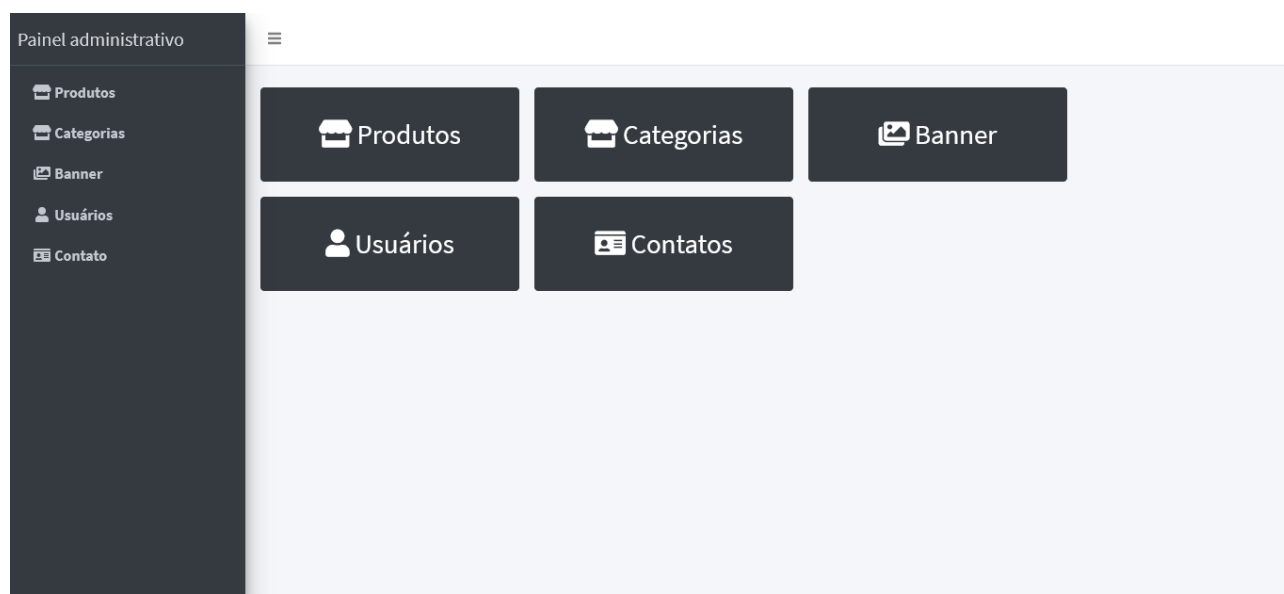 Painel administrativo
Produtos
Categorias
Banner
Usuários
Contato
Produtos
Categorias
Banner
Usuários
Contatos